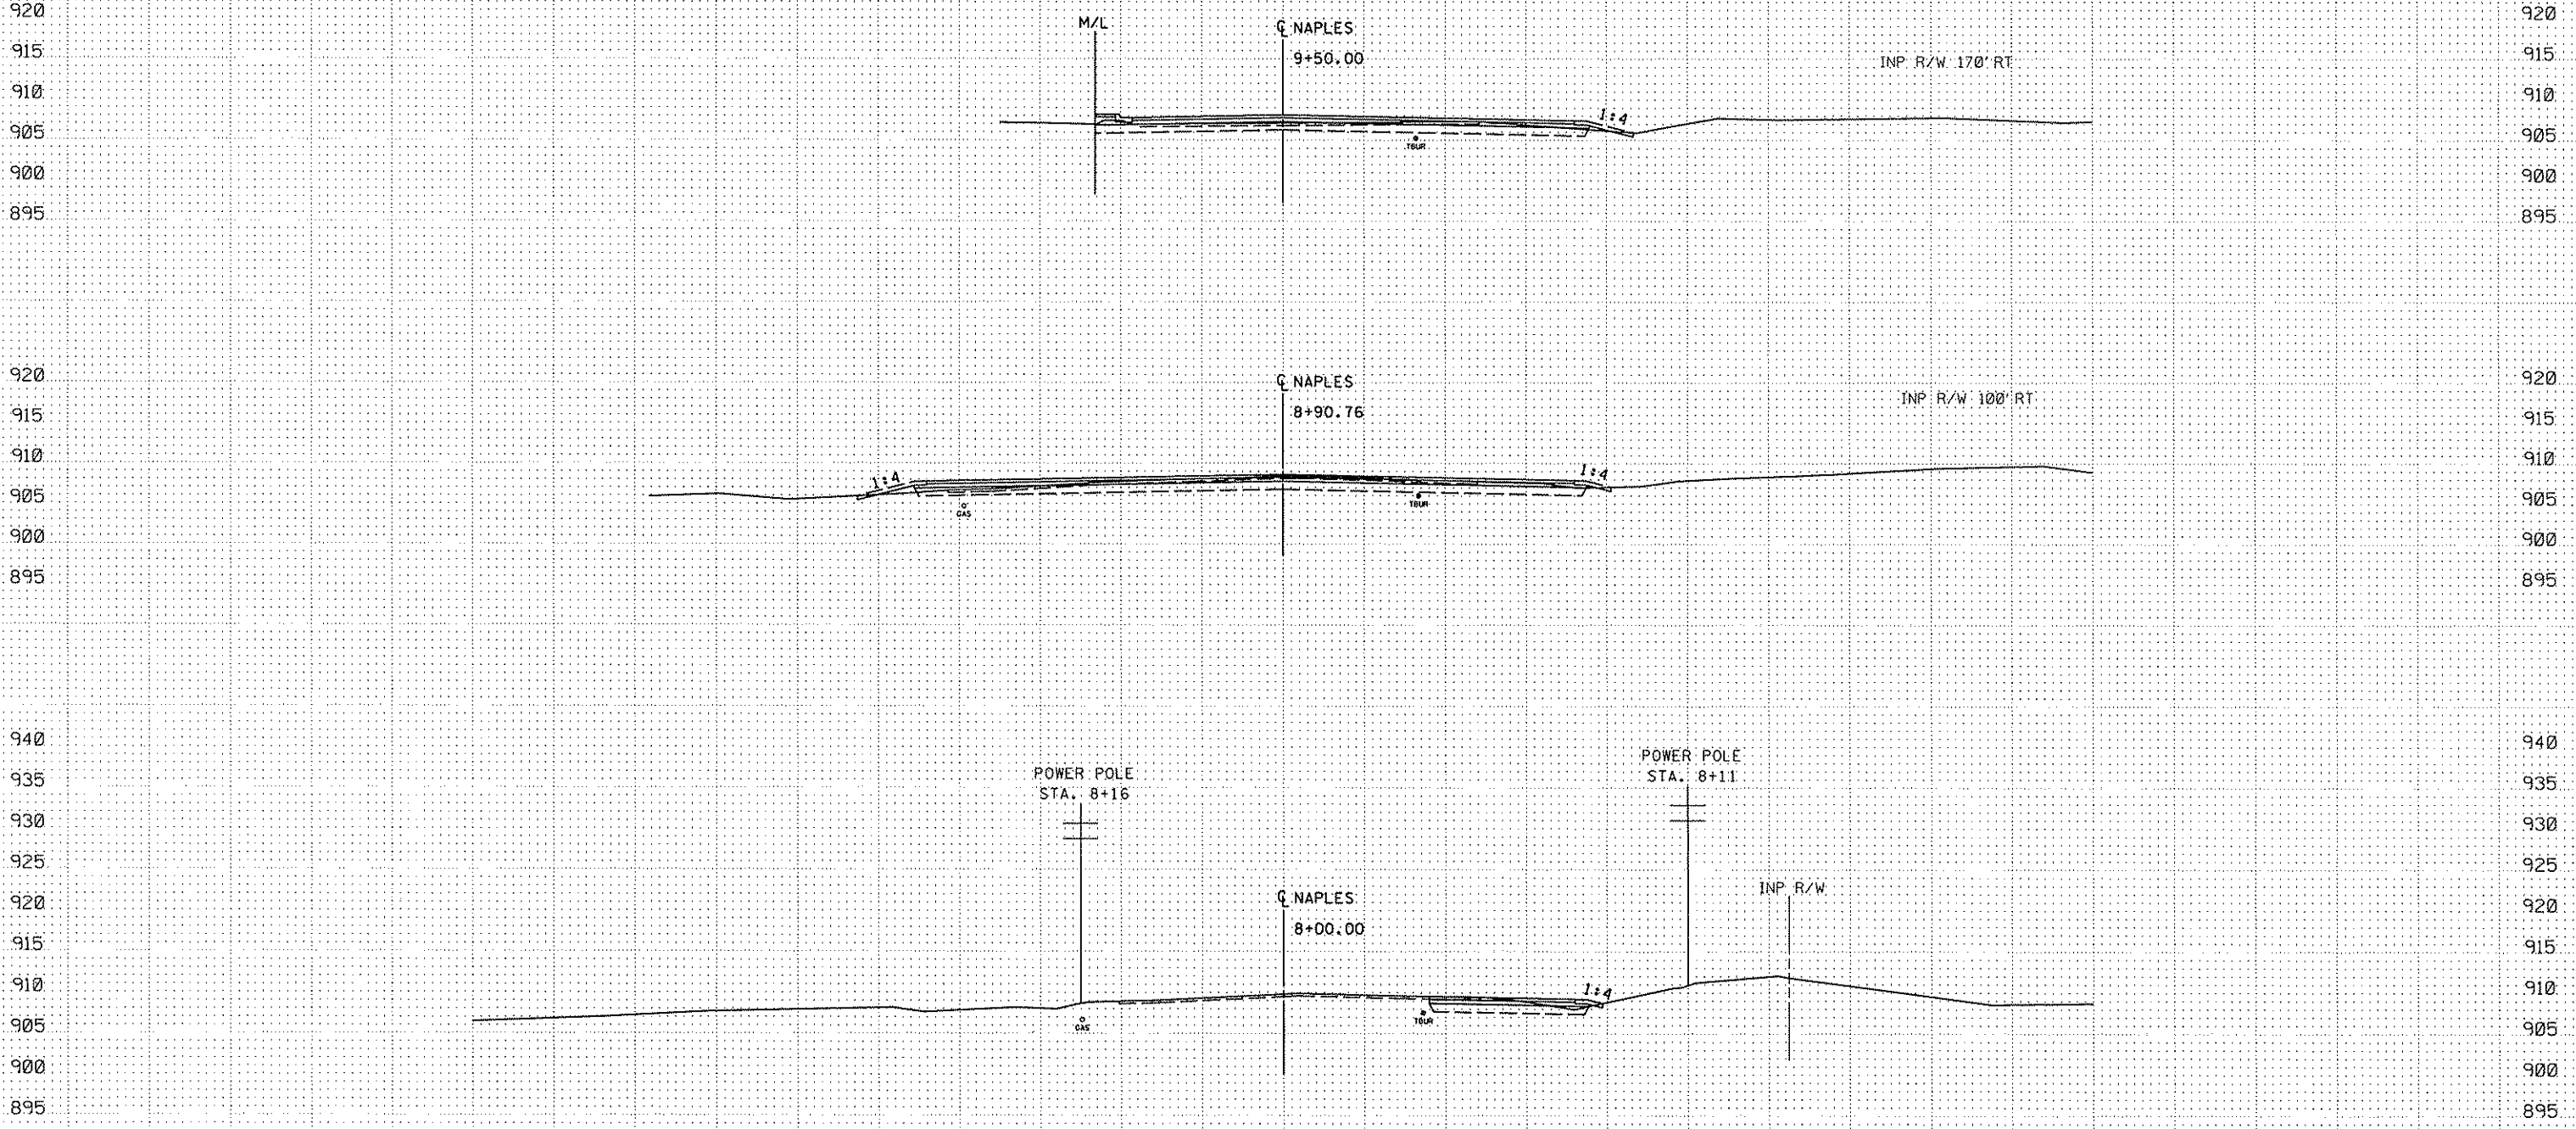 920 920
M/L
℄ NAPLES
915 9+50.00 INP R/W 170' RT 915
910 910
1:4
905 905
TBUR
900 900
895 895
920 ℄ NAPLES 920
915 8+90.76 INP R/W 100' RT 915
910 910
1:4 1:4
905 905
GAS TBUR
900 900
895 895
940 940
POWER POLE POWER POLE
935 STA. 8+16 STA. 8+11 935
930 930
925 925
920 ℄ NAPLES INP R/W 920
8+00.00
915 915
910 1:4 910
905 905
GAS TBUR
900 900
895 895